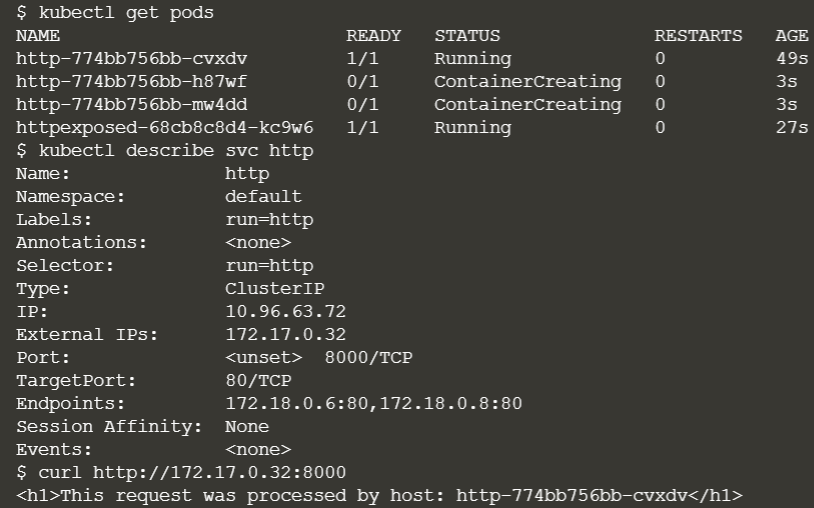 $ kubectl get pods
NAME                          READY   STATUS              RESTARTS   AGE
http-774bb756bb-cvxdv         1/1     Running             0          49s
http-774bb756bb-h87wf         0/1     ContainerCreating   0          3s
http-774bb756bb-mw4dd         0/1     ContainerCreating   0          3s
httpexposed-68cb8c8d4-kc9w6   1/1     Running             0          27s
$ kubectl describe svc http
Name:              http
Namespace:         default
Labels:            run=http
Annotations:       <none>
Selector:          run=http
Type:              ClusterIP
IP:                10.96.63.72
External IPs:      172.17.0.32
Port:              <unset>  8000/TCP
TargetPort:        80/TCP
Endpoints:         172.18.0.6:80,172.18.0.8:80
Session Affinity:  None
Events:            <none>
$ curl http://172.17.0.32:8000
<h1>This request was processed by host: http-774bb756bb-cvxdv</h1>